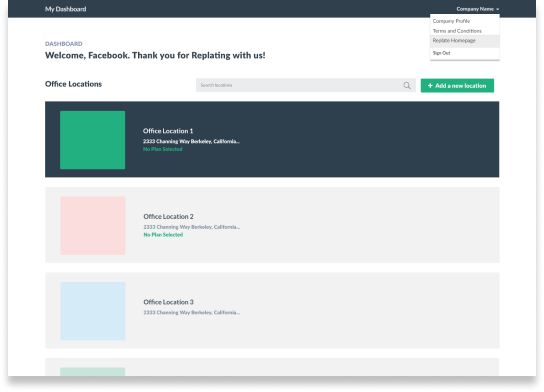 My Dashboard
Company Name
Company Profile
Terms and Conditions
Replate Homepage
Sign Out
DASHBOARD
Welcome, Facebook. Thank you for Replating with us!
Office Locations
Search locations
+ Add a new location
Office Location 1
2333 Channing Way Berkeley, California...
No Plan Selected
Office Location 2
2333 Channing Way Berkeley, California...
No Plan Selected
Office Location 3
2333 Channing Way Berkeley, California...